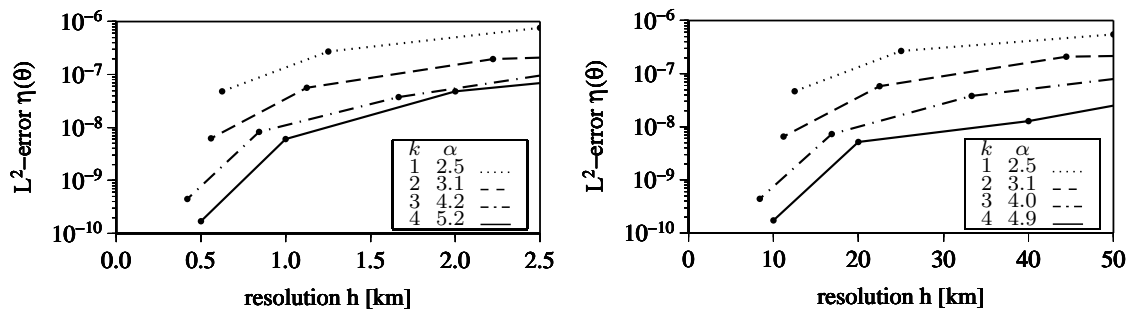 L²−error η(θ)
10⁻⁶
10⁻⁷
10⁻⁸
10⁻⁹
10⁻¹⁰
0.0 0.5 1.0 1.5 2.0 2.5
resolution h [km]
k α
1 2.5
2 3.1
3 4.2
4 5.2
L²−error η(θ)
10⁻⁶
10⁻⁷
10⁻⁸
10⁻⁹
10⁻¹⁰
0 10 20 30 40 50
resolution h [km]
k α
1 2.5
2 3.1
3 4.0
4 4.9